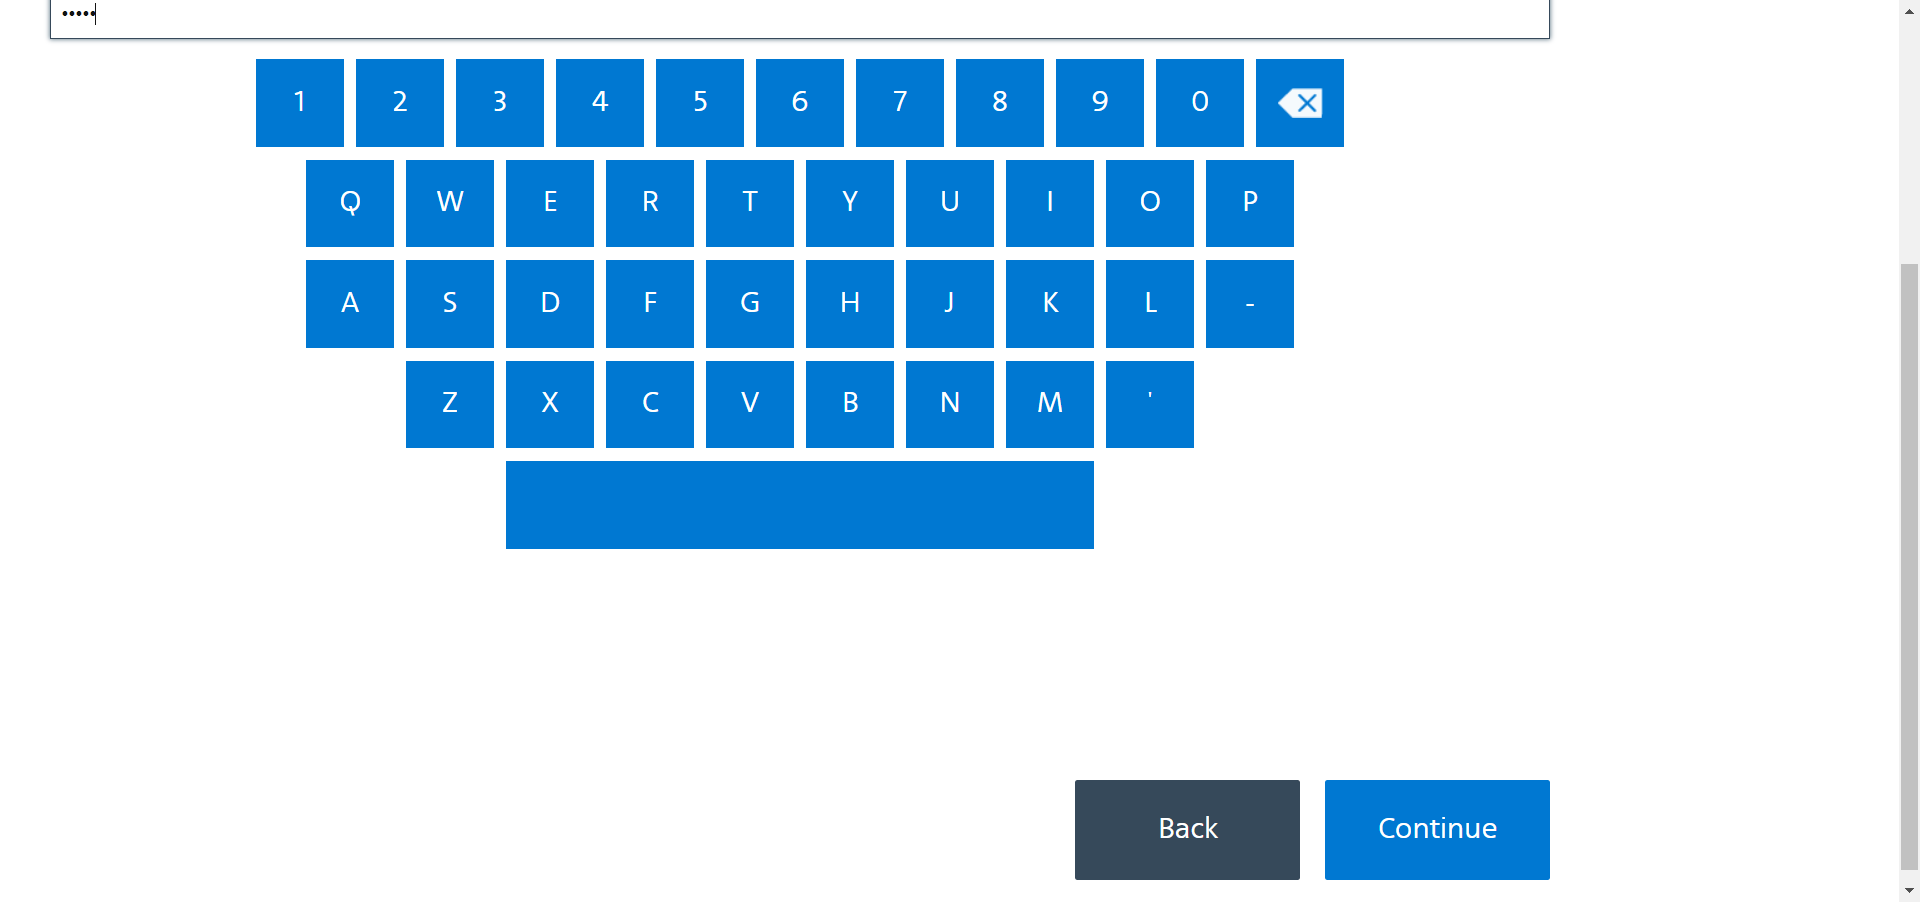 •••••
1 2 3 4 5 6 7 8 9 0
Q W E R T Y U I O P
A S D F G H J K L -
Z X C V B N M '
Back Continue